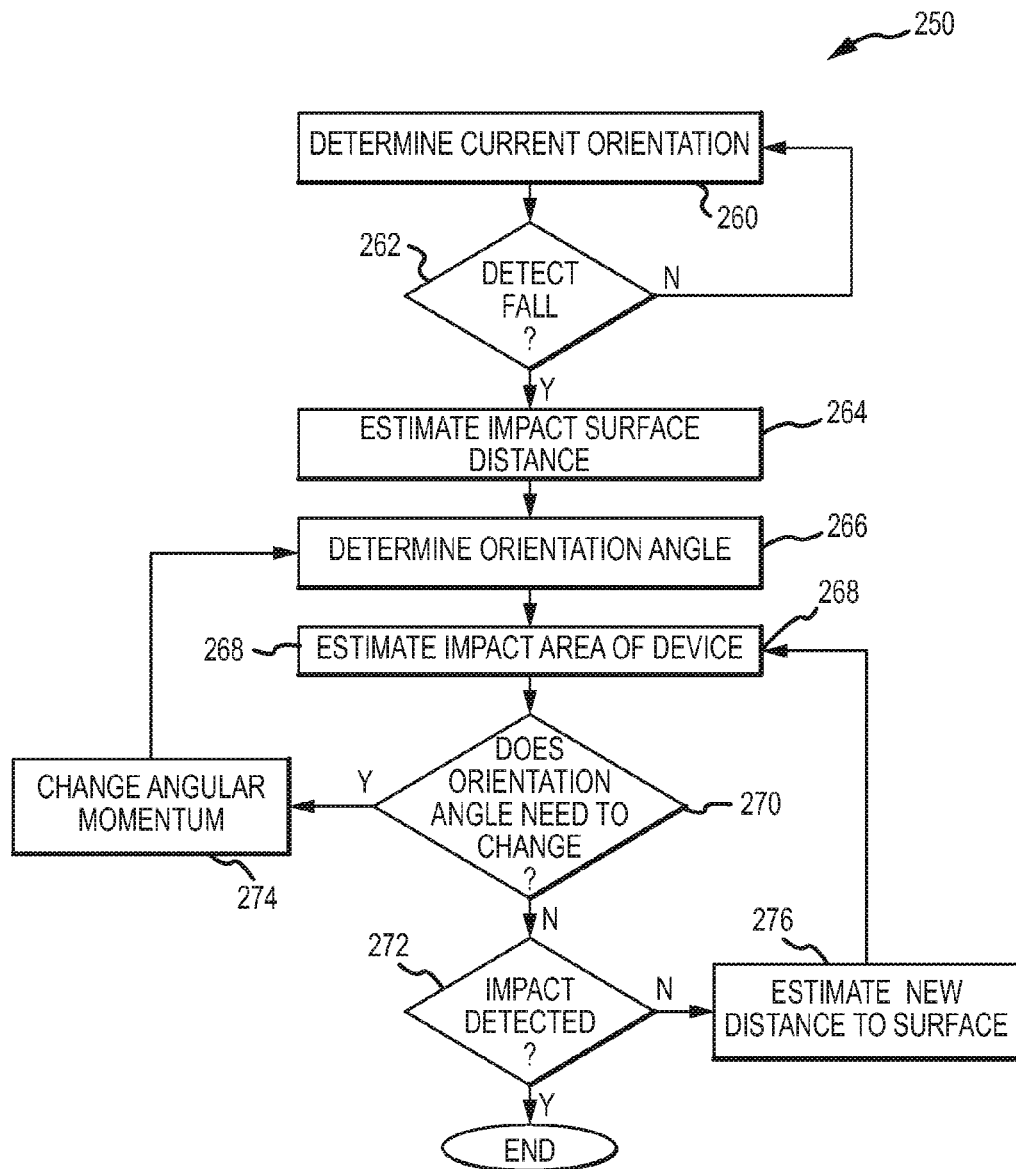 250
DETERMINE CURRENT ORIENTATION
260
262
DETECT
FALL
?
N
Y
ESTIMATE IMPACT SURFACE
DISTANCE
264
DETERMINE ORIENTATION ANGLE
266
268
ESTIMATE IMPACT AREA OF DEVICE
268
DOES
ORIENTATION
ANGLE NEED TO
CHANGE
?
270
Y
CHANGE ANGULAR
MOMENTUM
274
N
272
IMPACT
DETECTED
?
N
276
ESTIMATE NEW
DISTANCE TO SURFACE
Y
END